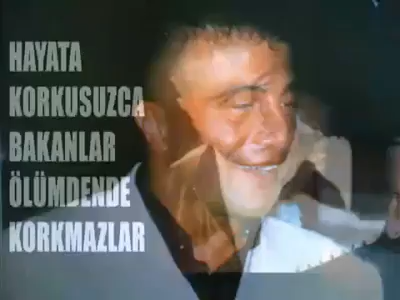 HAYATA
KORKUSUZCA
BAKANLAR
ÖLÜMDENDE
KORKMAZLAR